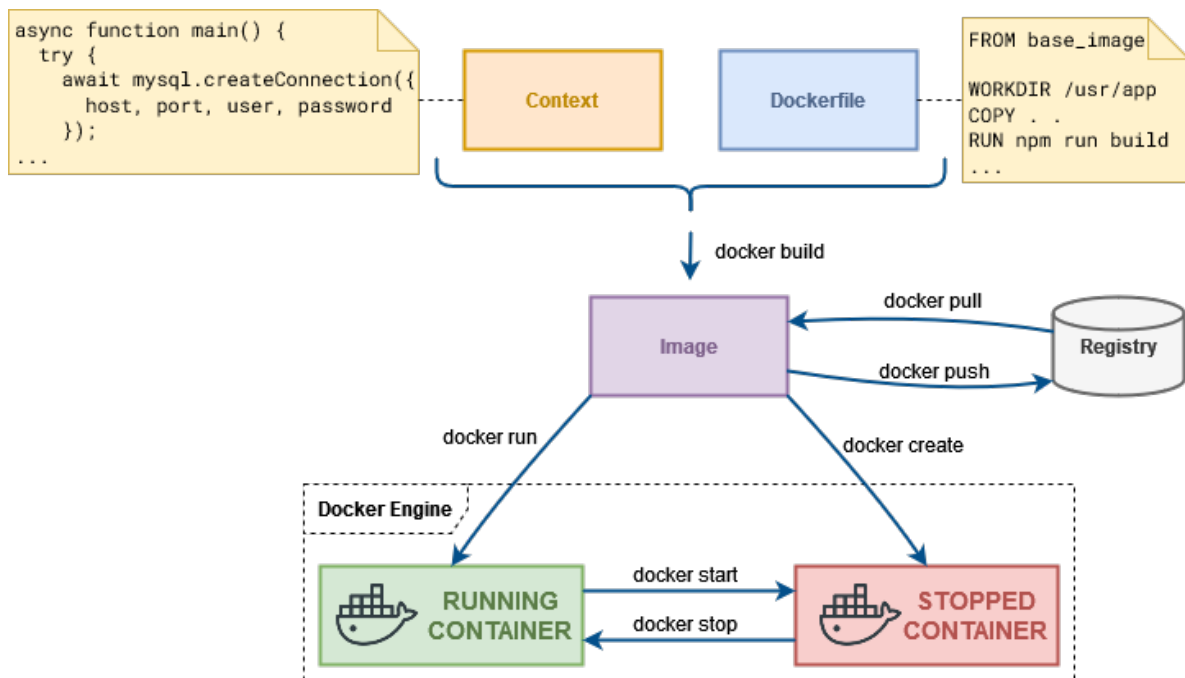 async function main() {
try {
await mysql.createConnection({
host, port, user, password
});
...
Context
Dockerfile
FROM base_image
WORKDIR /usr/app
COPY . .
RUN npm run build
...
docker build
Image
docker pull
docker push
Registry
docker run
docker create
Docker Engine
RUNNING
CONTAINER
docker start
docker stop
STOPPED
CONTAINER